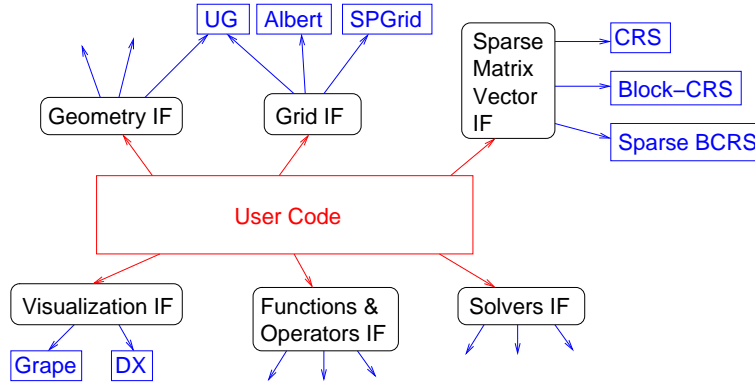 UG
Albert
SPGrid
Geometry IF
Grid IF
Sparse
Matrix
Vector
IF
CRS
Block−CRS
Sparse BCRS
User Code
Visualization IF
Functions &
Operators IF
Solvers IF
Grape
DX